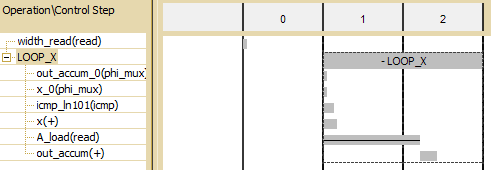 Operation\Control Step
0 1 2
width_read(read)
LOOP_X
- LOOP_X
out_accum_0(phi_mux)
x_0(phi_mux)
icmp_ln101(icmp)
x(+)
A_load(read)
out_accum(+)